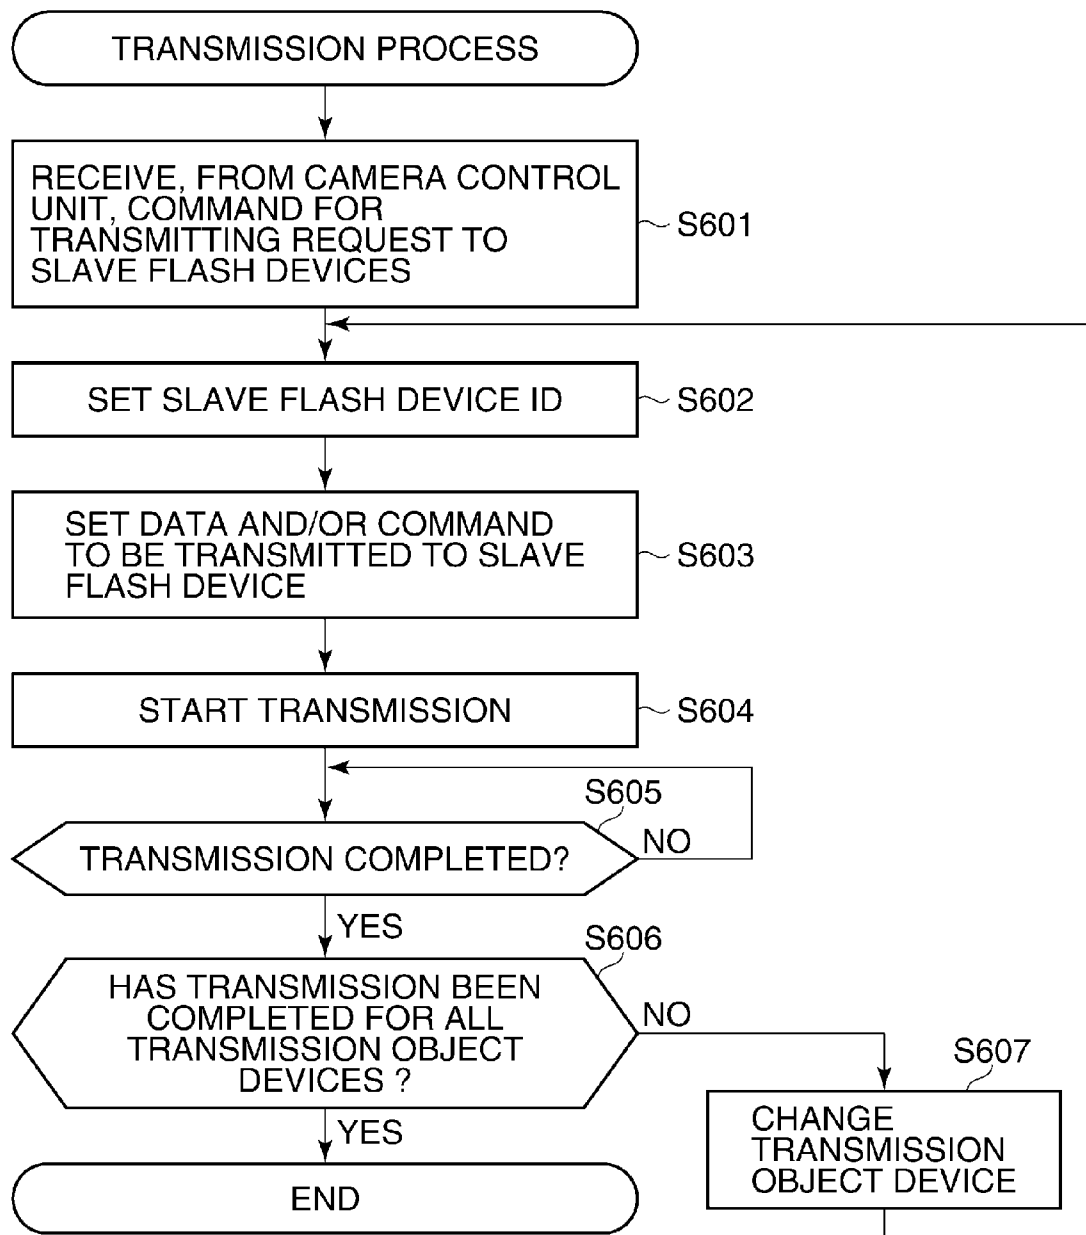 TRANSMISSION PROCESS
RECEIVE, FROM CAMERA CONTROL
UNIT, COMMAND FOR
TRANSMITTING REQUEST TO
SLAVE FLASH DEVICES
S601
SET SLAVE FLASH DEVICE ID
S602
SET DATA AND/OR COMMAND
TO BE TRANSMITTED TO SLAVE
FLASH DEVICE
S603
START TRANSMISSION
S604
S605
TRANSMISSION COMPLETED?
NO
YES
S606
HAS TRANSMISSION BEEN
COMPLETED FOR ALL
TRANSMISSION OBJECT
DEVICES ?
NO
S607
CHANGE
TRANSMISSION
OBJECT DEVICE
YES
END